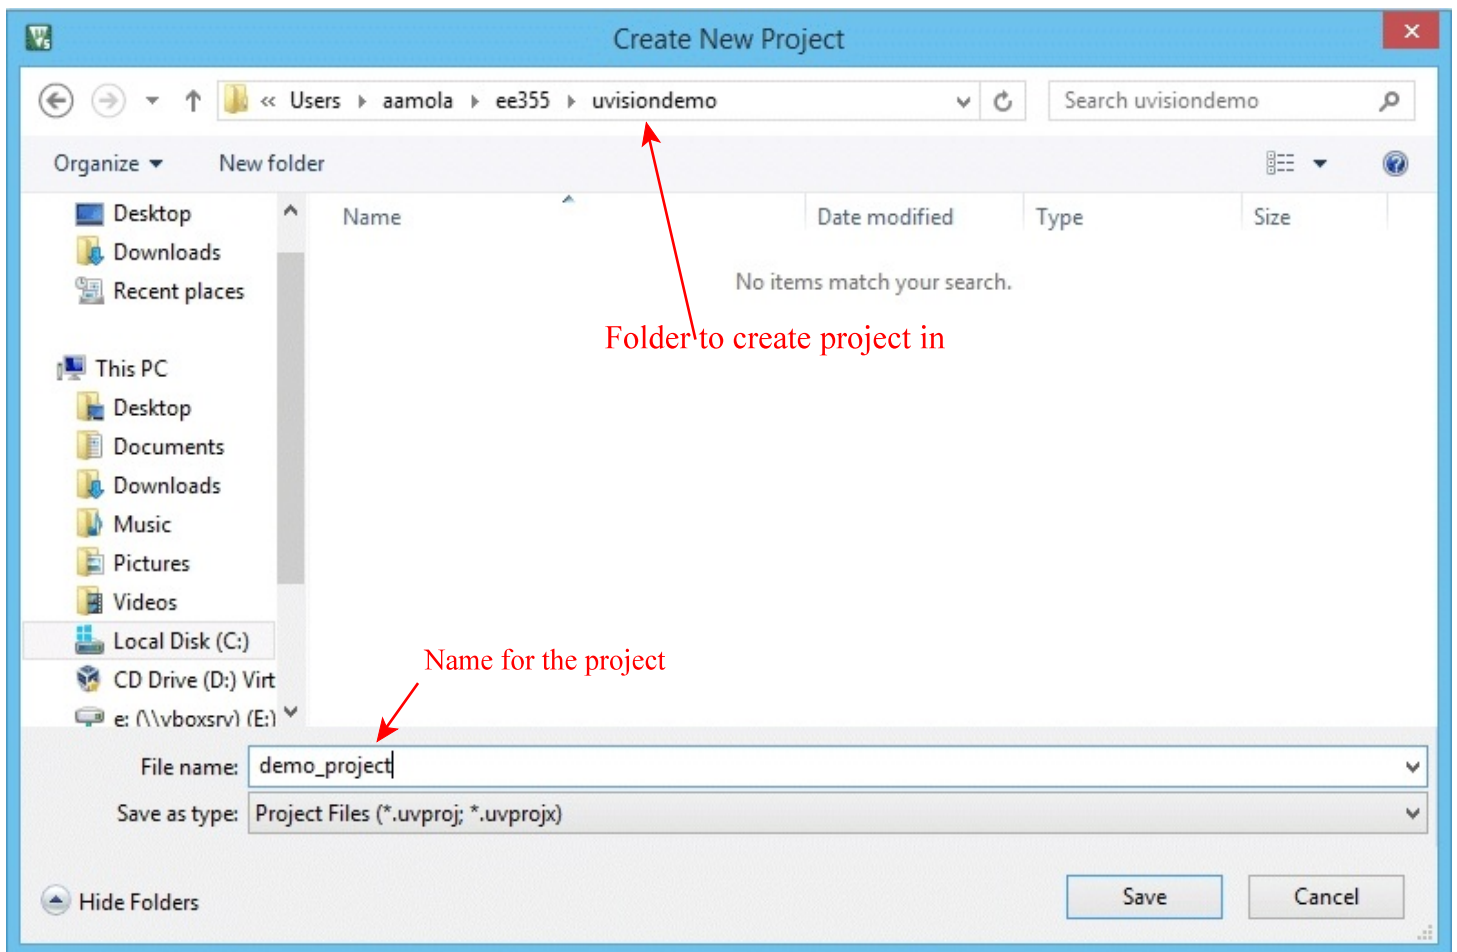 Create New Project
« Users aamola ee355 uvisiondemo Search uvisiondemo
Organize New folder
Name Date modified Type Size
Desktop
Downloads
Recent places
No items match your search.
Folder to create project in
This PC
Desktop
Documents
Downloads
Music
Pictures
Videos
Local Disk (C:)
CD Drive (D:) Virt
e: (\\vboxsrv) (E:)
Name for the project
File name: demo_project
Save as type: Project Files (*.uvproj; *.uvprojx)
Hide Folders Save Cancel